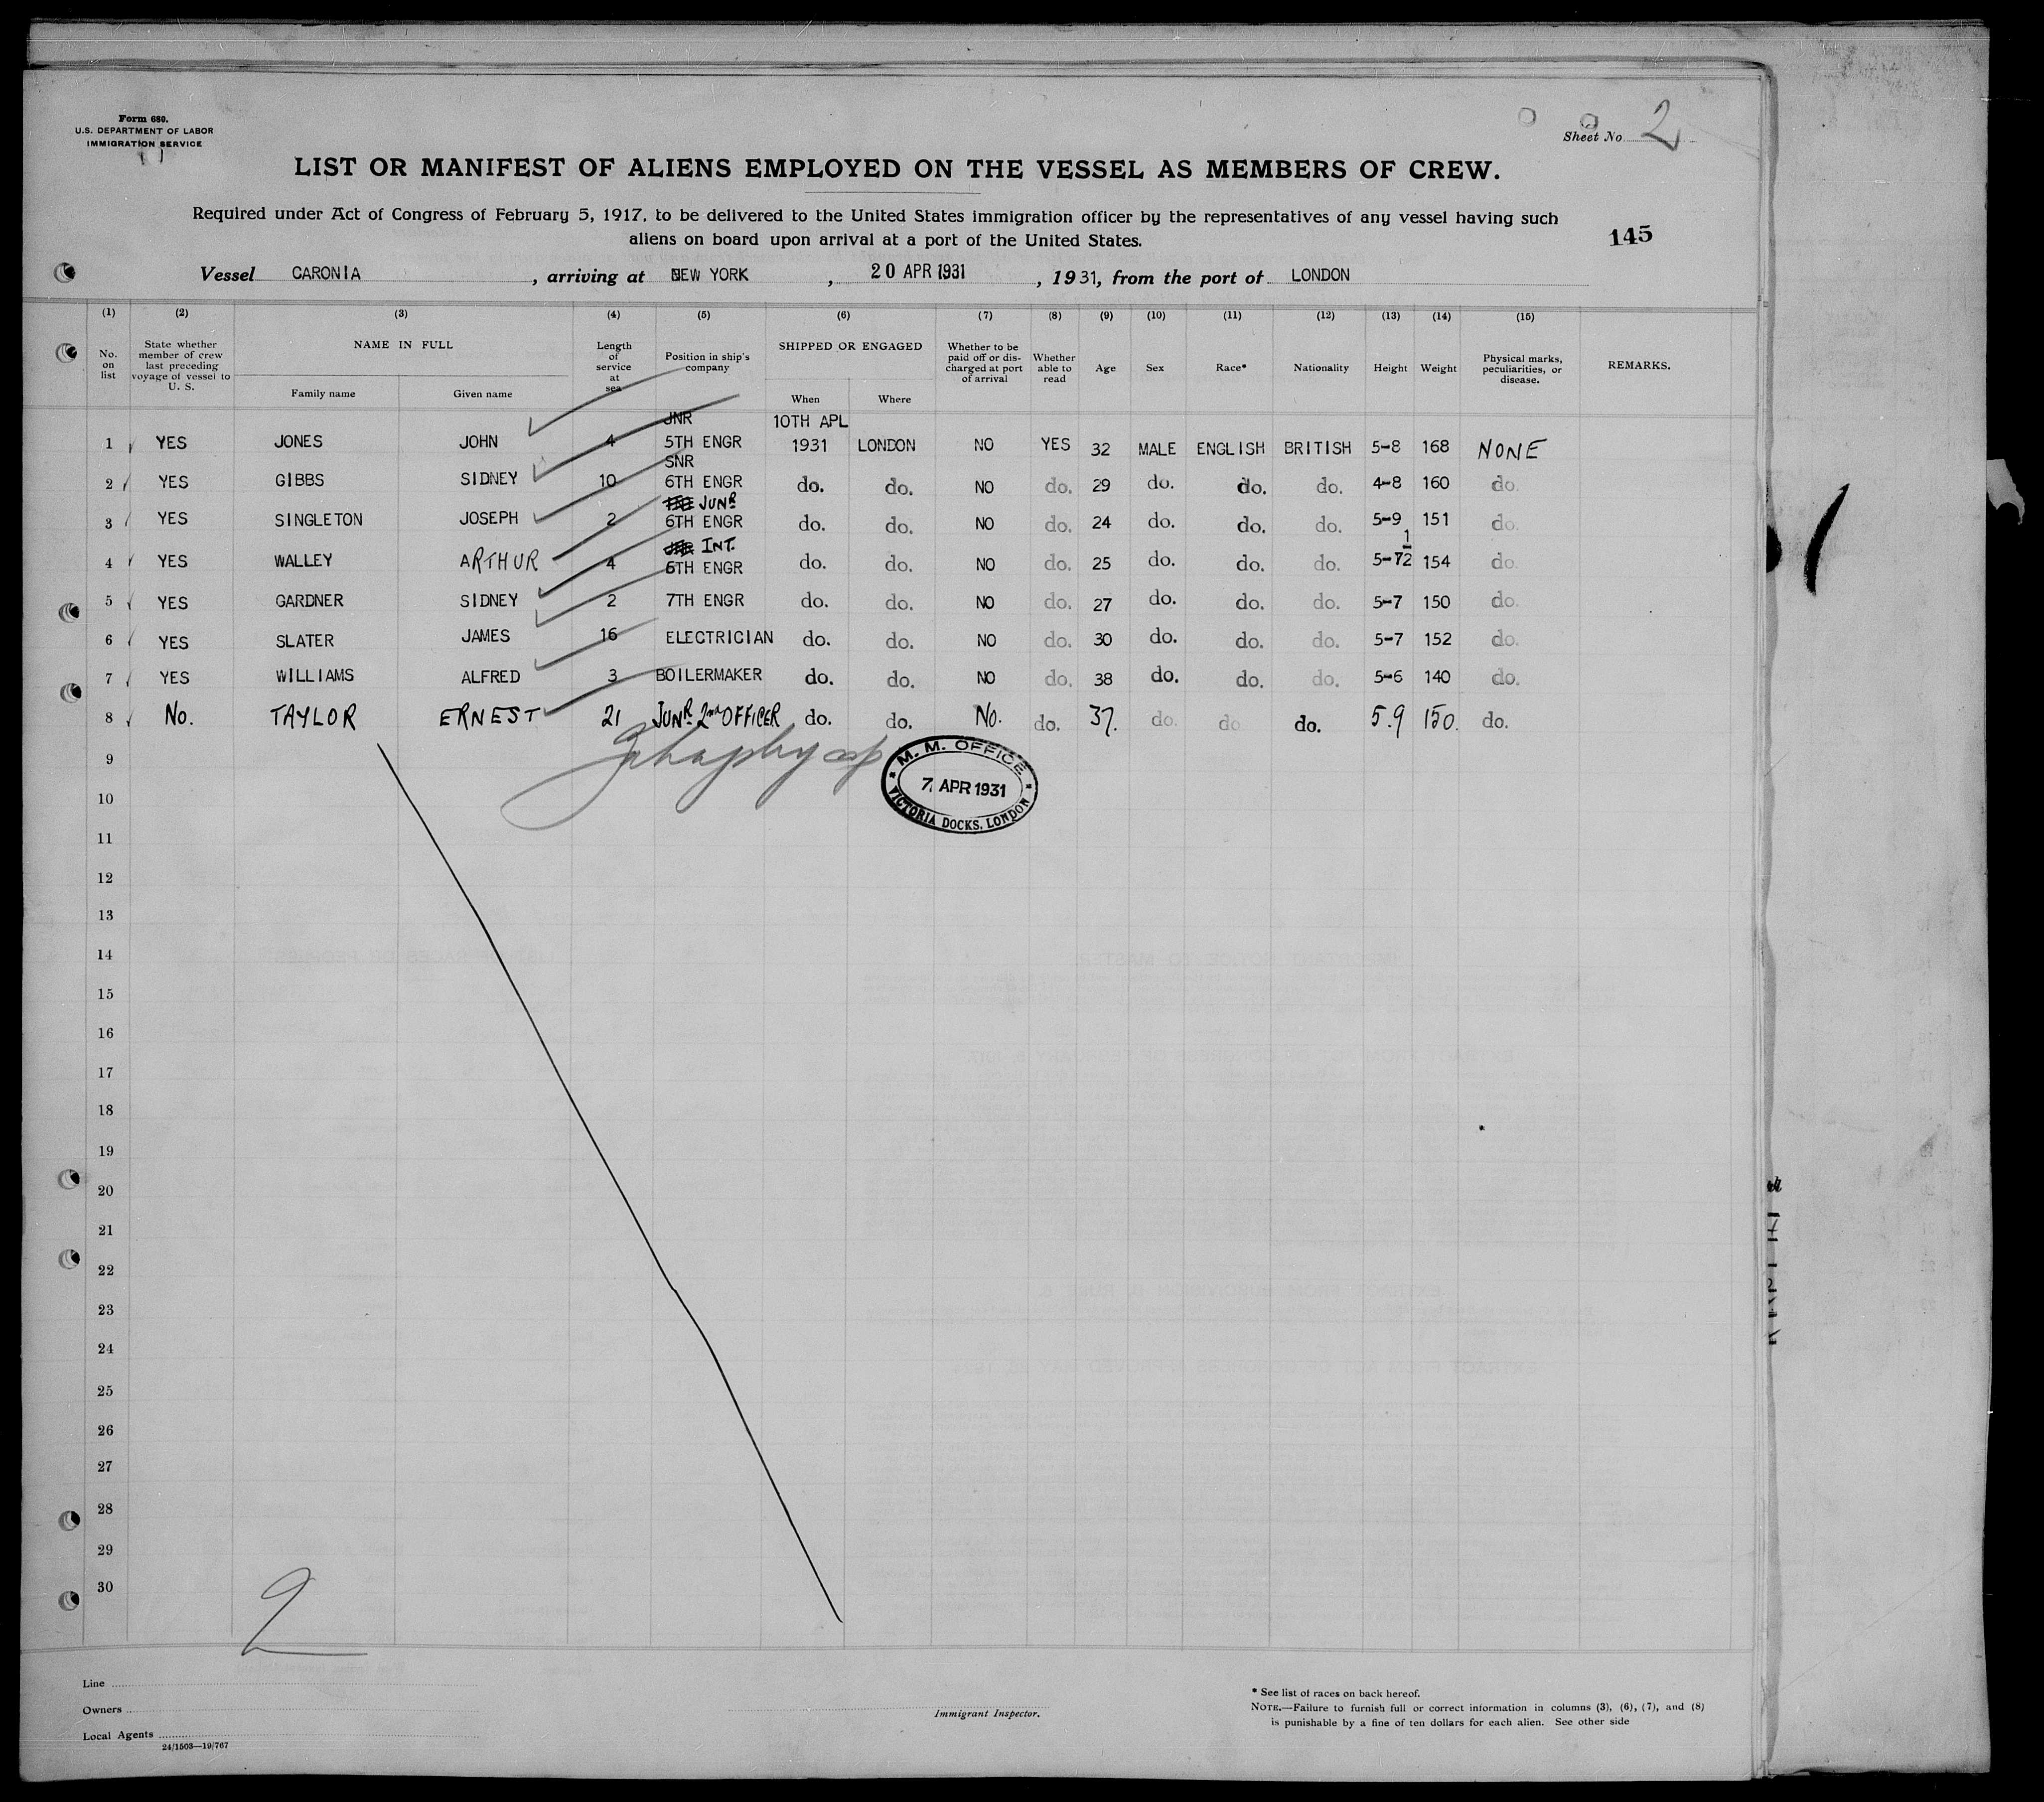 Form 680.
U.S. DEPARTMENT OF LABOR
IMMIGRATION SERVICE
Sheet No. 2
LIST OR MANIFEST OF ALIENS EMPLOYED ON THE VESSEL AS MEMBERS OF CREW.
Required under Act of Congress of February 5, 1917, to be delivered to the United States immigration officer by the representatives of any vessel having such
aliens on board upon arrival at a port of the United States.
145
Vessel CARONIA, arriving at NEW YORK, 20 APR 1931, 1931, from the port of LONDON
(1) (2) (3) (4) (5) (6) (7) (8) (9) (10) (11) (12) (13) (14) (15)
No. on list State whether member of crew last preceding voyage of vessel to U. S. NAME IN FULL Family name Given name Length of service at sea Position in ship's company SHIPPED OR ENGAGED When Where Whether to be paid off or discharged at port of arrival Whether able to read Age Sex Race* Nationality Height Weight Physical marks, peculiarities, or disease. REMARKS.
JNR 10TH APL
1 YES JONES JOHN 4 5TH ENGR 1931 LONDON NO YES 32 MALE ENGLISH BRITISH 5-8 168 NONE
SNR
2 YES GIBBS SIDNEY 10 6TH ENGR do. do. NO do. 29 do. do. do. 4-8 160 do.
JUNR
3 YES SINGLETON JOSEPH 2 6TH ENGR do. do. NO do. 24 do. do. do. 5-9 151 do.
INT.
4 YES WALLEY ARTHUR 4 6TH ENGR do. do. NO do. 25 do. do. do. 5-7 1/2 154 do.
5 YES GARDNER SIDNEY 2 7TH ENGR do. do. NO do. 27 do. do. do. 5-7 150 do.
6 YES SLATER JAMES 16 ELECTRICIAN do. do. NO do. 30 do. do. do. 5-7 152 do.
7 YES WILLIAMS ALFRED 3 BOILERMAKER do. do. NO do. 38 do. do. do. 5-6 140 do.
8 No. TAYLOR ERNEST 21 JUNR 2nd OFFICER do. do. No. do. 37. do. do do. 5.9 150. do.
9
M. M. OFFICE
7 APR 1931
VICTORIA DOCKS, LONDON
10
11
12
13
14
15
16
17
18
19
20
21
22
23
24
25
26
27
28
29
30
2
Line
Owners
Local Agents
24/1503—19/767
Immigrant Inspector.
* See list of races on back hereof.
NOTE.—Failure to furnish full or correct information in columns (3), (6), (7), and (8)
is punishable by a fine of ten dollars for each alien. See other side